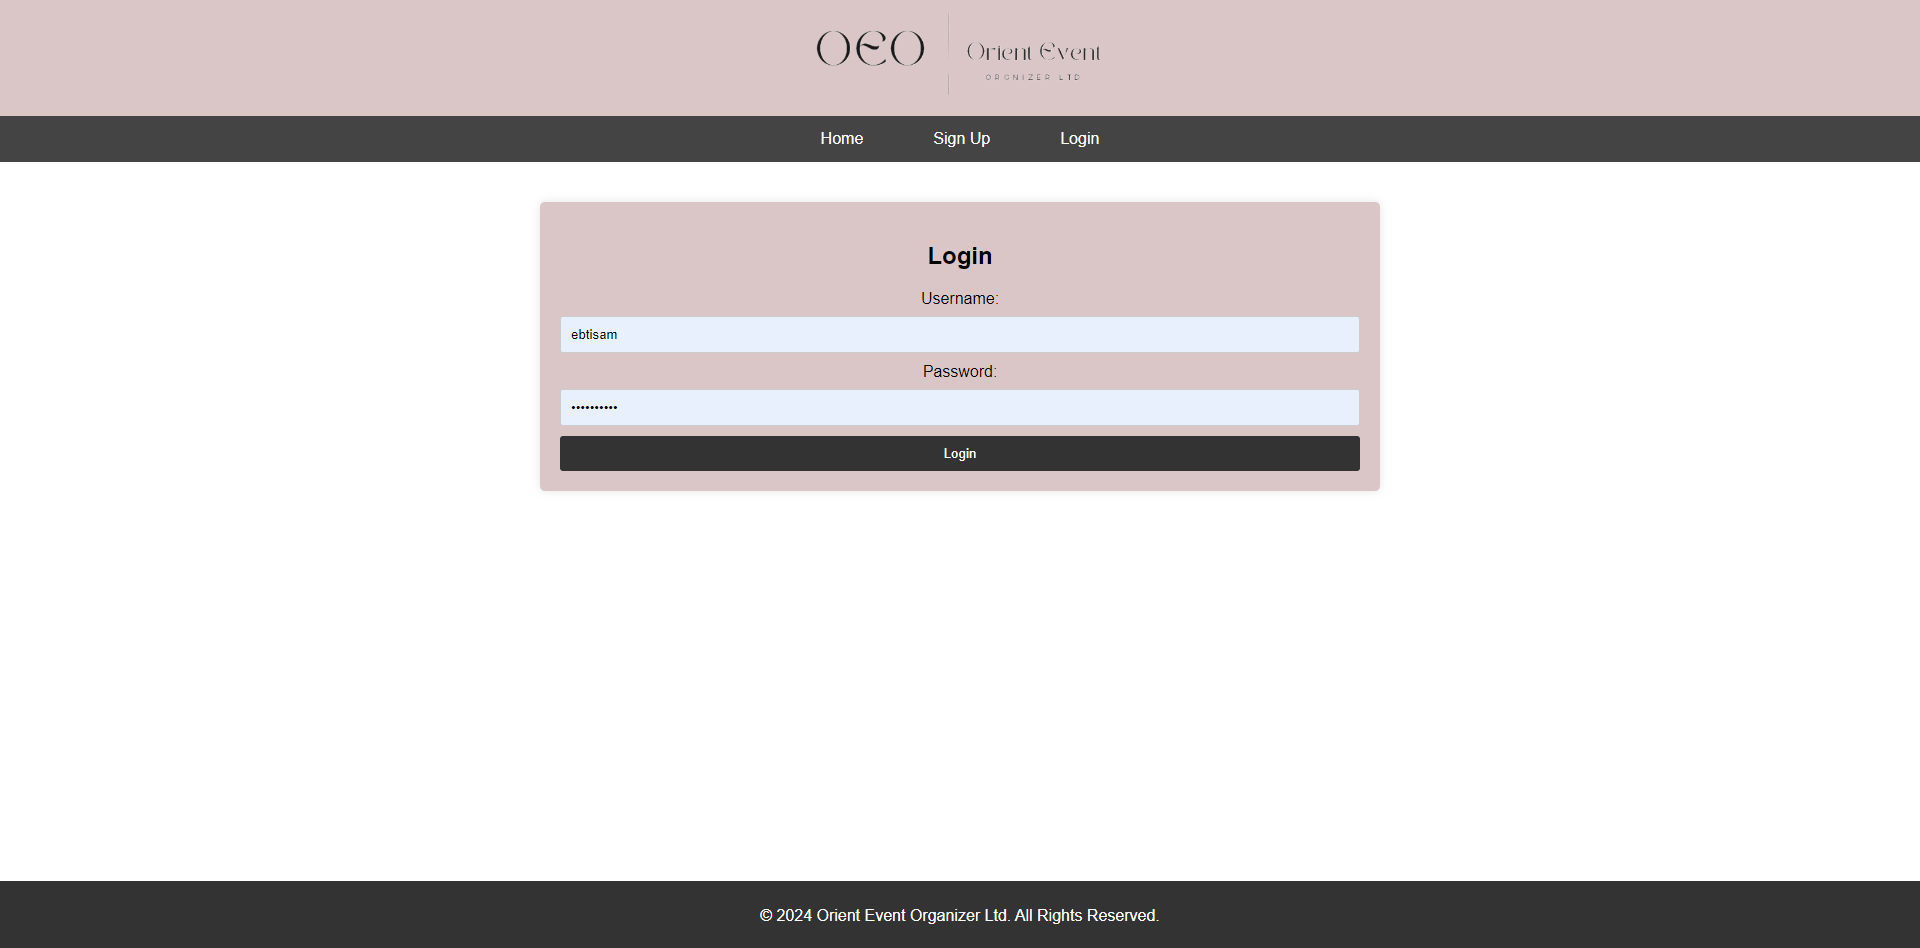 OEO
Orient Event
ORGNIZER LTD
Home Sign Up Login
Login
Username:
ebtisam
Password:
••••••••••
Login
© 2024 Orient Event Organizer Ltd. All Rights Reserved.